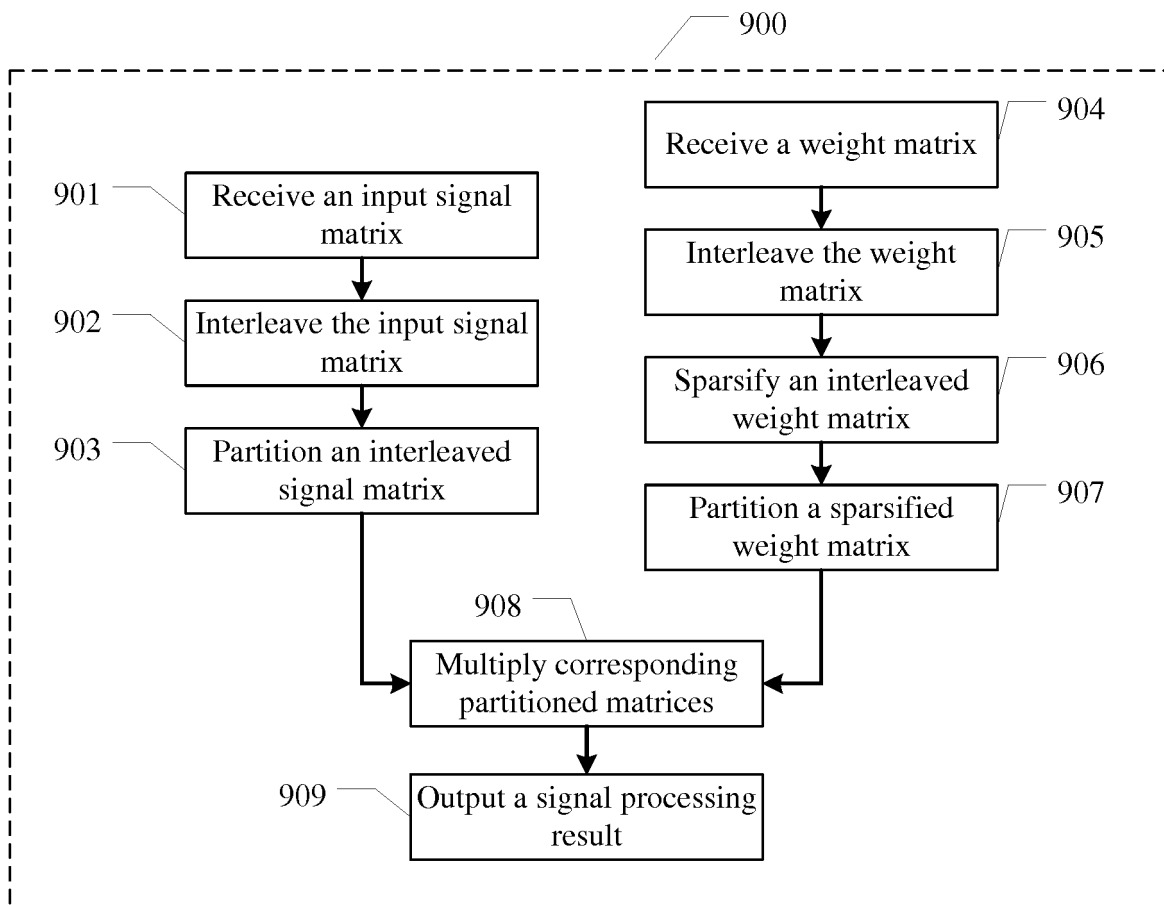 900
901
Receive an input signal
matrix
902
Interleave the input signal
matrix
903
Partition an interleaved
signal matrix
904
Receive a weight matrix
905
Interleave the weight
matrix
906
Sparsify an interleaved
weight matrix
907
Partition a sparsified
weight matrix
908
Multiply corresponding
partitioned matrices
909
Output a signal processing
result